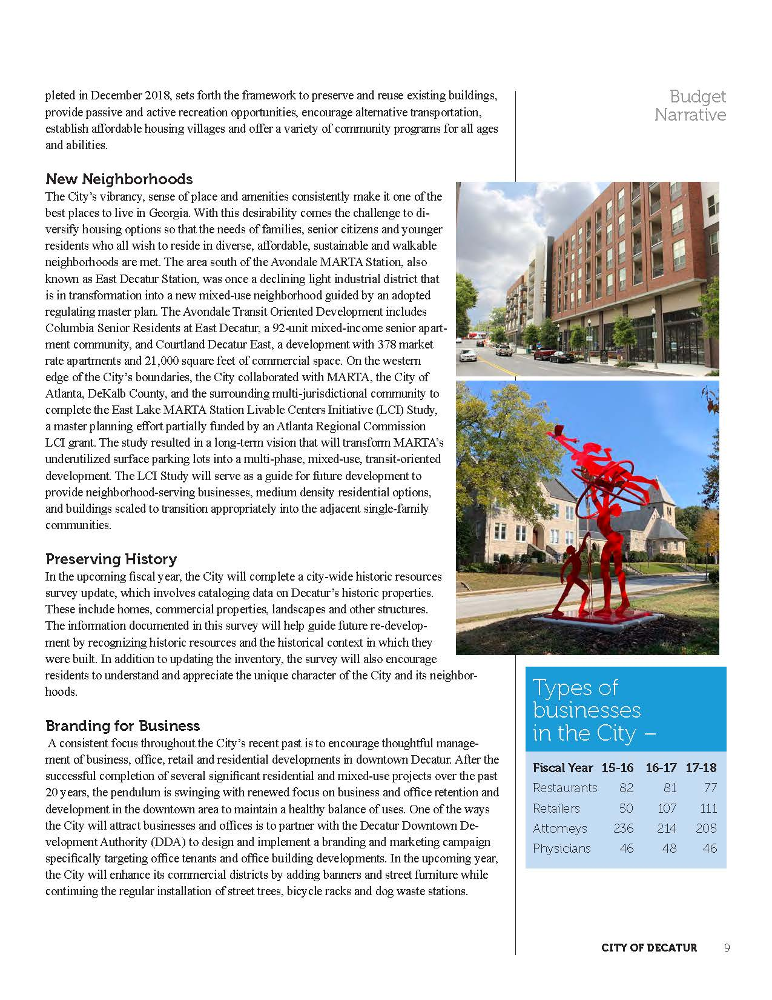 pleted in December 2018, sets forth the framework to preserve and reuse existing buildings,
provide passive and active recreation opportunities, encourage alternative transportation,
establish affordable housing villages and offer a variety of community programs for all ages
and abilities.
Budget
Narrative
New Neighborhoods
The City’s vibrancy, sense of place and amenities consistently make it one of the
best places to live in Georgia. With this desirability comes the challenge to di-
versify housing options so that the needs of families, senior citizens and younger
residents who all wish to reside in diverse, affordable, sustainable and walkable
neighborhoods are met. The area south of the Avondale MARTA Station, also
known as East Decatur Station, was once a declining light industrial district that
is in transformation into a new mixed-use neighborhood guided by an adopted
regulating master plan. The Avondale Transit Oriented Development includes
Columbia Senior Residents at East Decatur, a 92-unit mixed-income senior apart-
ment community, and Courtland Decatur East, a development with 378 market
rate apartments and 21,000 square feet of commercial space. On the western
edge of the City’s boundaries, the City collaborated with MARTA, the City of
Atlanta, DeKalb County, and the surrounding multi-jurisdictional community to
complete the East Lake MARTA Station Livable Centers Initiative (LCI) Study,
a master planning effort partially funded by an Atlanta Regional Commission
LCI grant. The study resulted in a long-term vision that will transform MARTA’s
underutilized surface parking lots into a multi-phase, mixed-use, transit-oriented
development. The LCI Study will serve as a guide for future development to
provide neighborhood-serving businesses, medium density residential options,
and buildings scaled to transition appropriately into the adjacent single-family
communities.
Preserving History
In the upcoming fiscal year, the City will complete a city-wide historic resources
survey update, which involves cataloging data on Decatur’s historic properties.
These include homes, commercial properties, landscapes and other structures.
The information documented in this survey will help guide future re-develop-
ment by recognizing historic resources and the historical context in which they
were built. In addition to updating the inventory, the survey will also encourage
residents to understand and appreciate the unique character of the City and its neighbor-
hoods.
Branding for Business
A consistent focus throughout the City’s recent past is to encourage thoughtful manage-
ment of business, office, retail and residential developments in downtown Decatur. After the
successful completion of several significant residential and mixed-use projects over the past
20 years, the pendulum is swinging with renewed focus on business and office retention and
development in the downtown area to maintain a healthy balance of uses. One of the ways
the City will attract businesses and offices is to partner with the Decatur Downtown De-
velopment Authority (DDA) to design and implement a branding and marketing campaign
specifically targeting office tenants and office building developments. In the upcoming year,
the City will enhance its commercial districts by adding banners and street furniture while
continuing the regular installation of street trees, bicycle racks and dog waste stations.
Types of
businesses
in the City –
Fiscal Year 15-16 16-17 17-18
Restaurants 82 81 77
Retailers 50 107 111
Attorneys 236 214 205
Physicians 46 48 46
CITY OF DECATUR 9